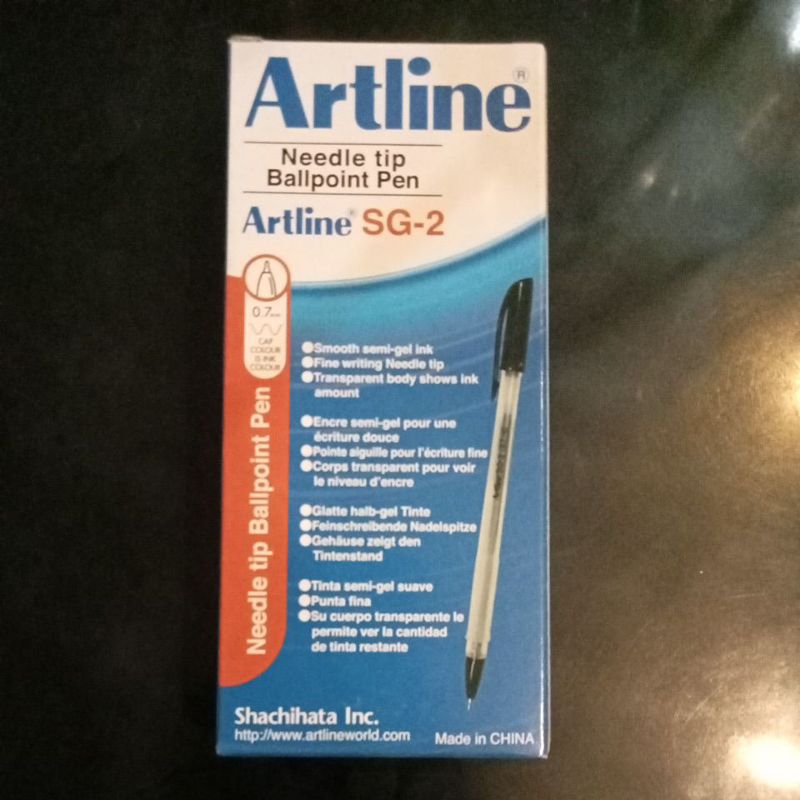 Artline®
Needle tip
Ballpoint Pen
Artline® SG-2
0.7mm
CAP
COLOUR
IS INK
COLOUR
Needle tip Ballpoint Pen
●Smooth semi-gel ink
●Fine writing Needle tip
●Transparent body shows ink
amount
●Encre semi-gel pour une
écriture douce
●Pointe aiguille pour l'écriture fine
●Corps transparent pour voir
le niveau d'encre
●Glatte halb-gel Tinte
●Feinschreibende Nadelspitze
●Gehäuse zeigt den
Tintenstand
●Tinta semi-gel suave
●Punta fina
●Su cuerpo transparente le
permite ver la cantidad
de tinta restante
Shachihata Inc.
http://www.artlineworld.com
Made in CHINA